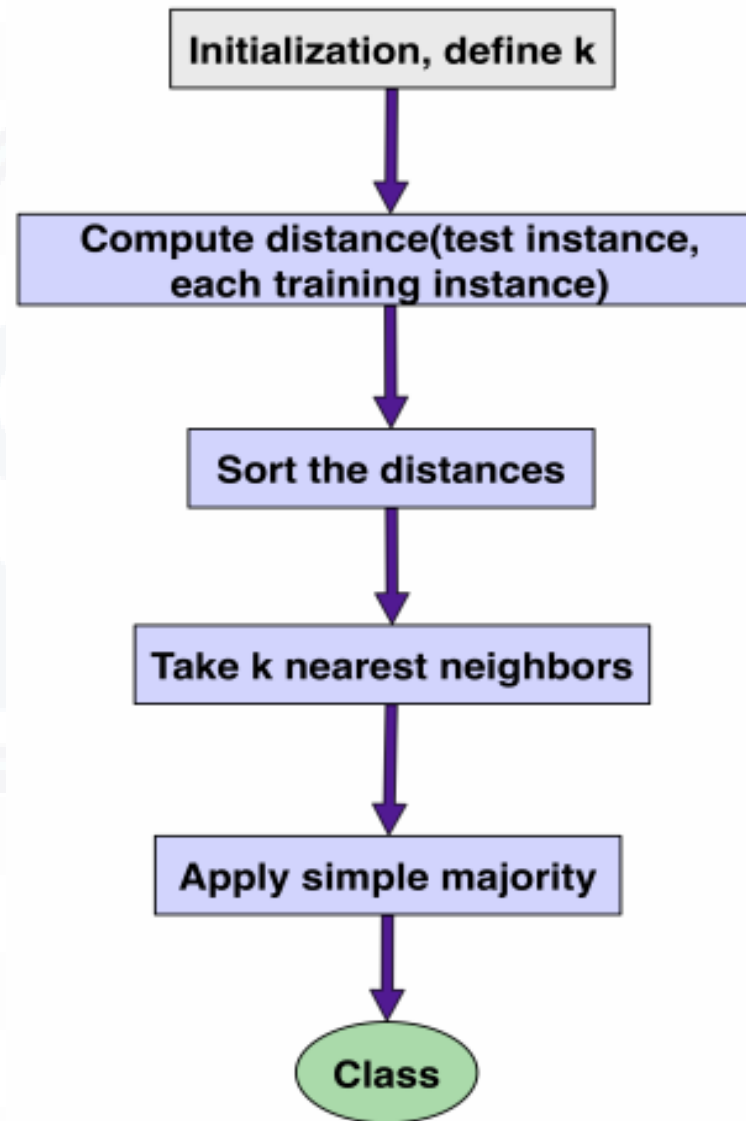 Initialization, define k
Compute distance(test instance,
each training instance)
Sort the distances
Take k nearest neighbors
Apply simple majority
Class